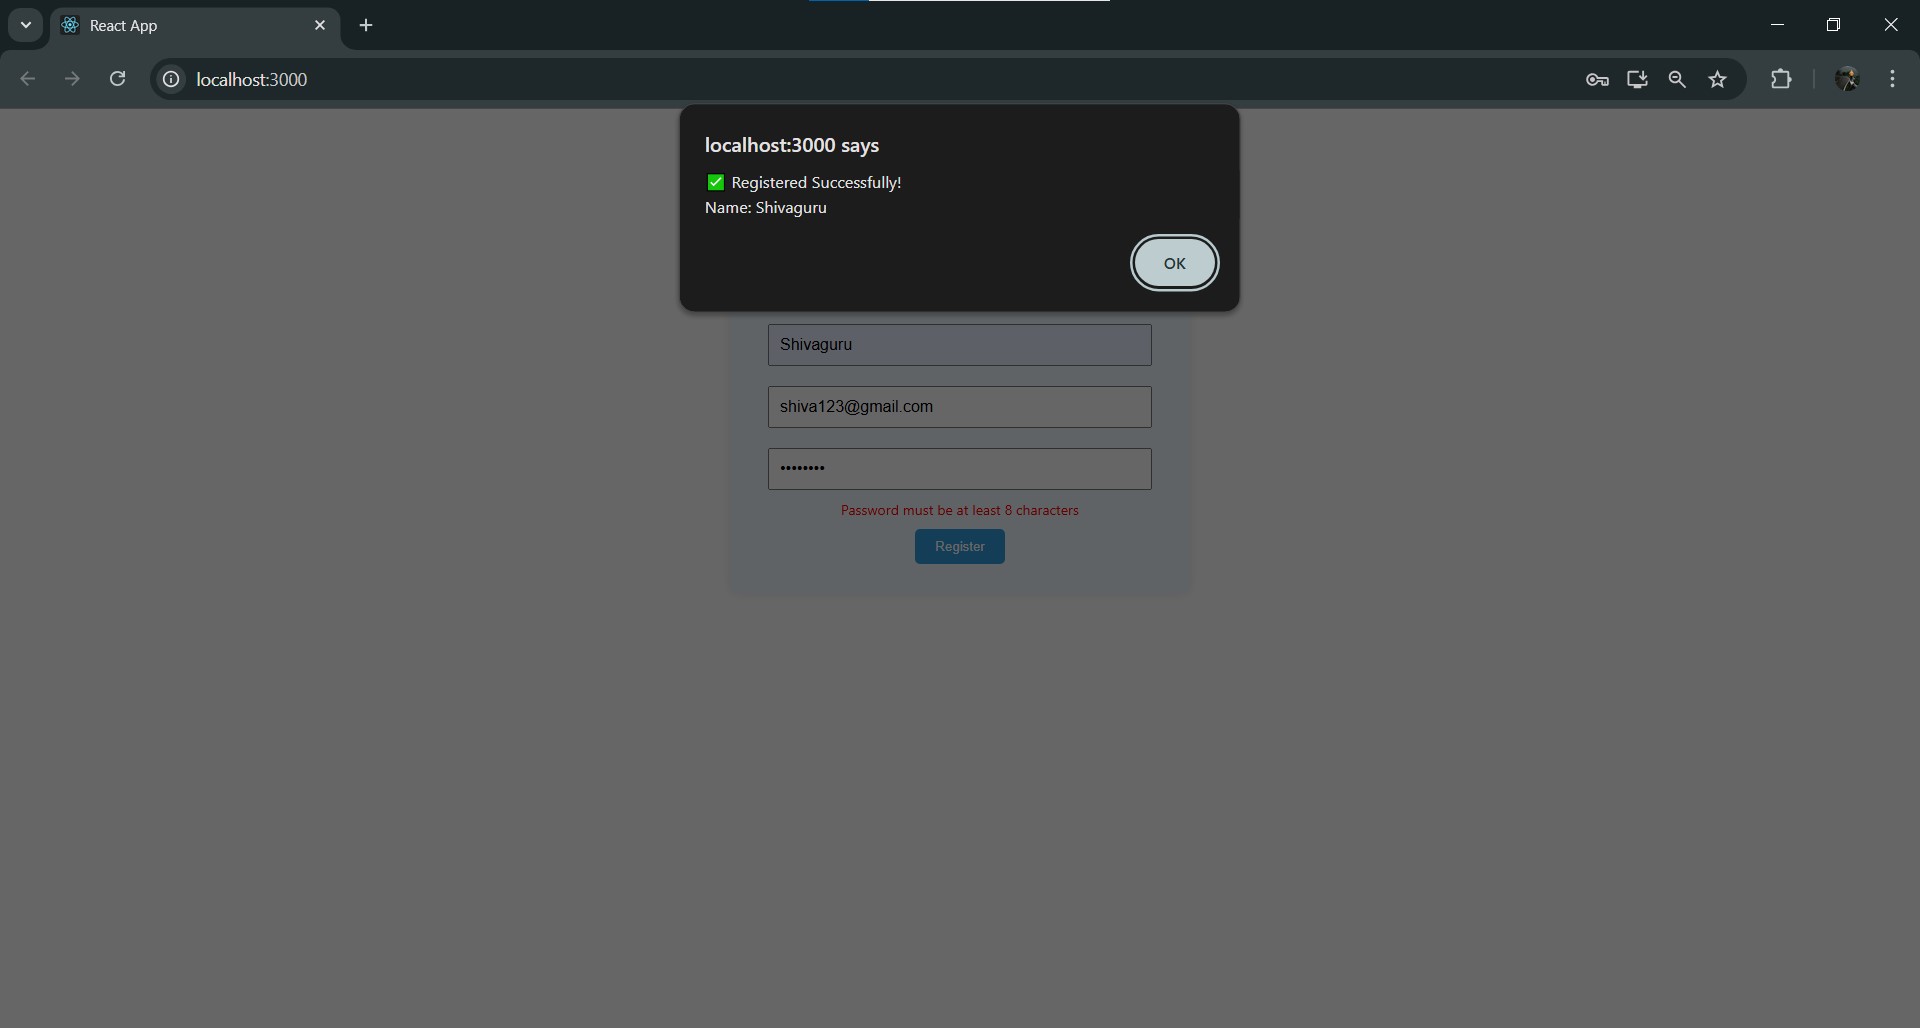 React App
localhost:3000
localhost:3000 says
✅ Registered Successfully!
Name: Shivaguru
OK
Shivaguru
shiva123@gmail.com
••••••••
Password must be at least 8 characters
Register